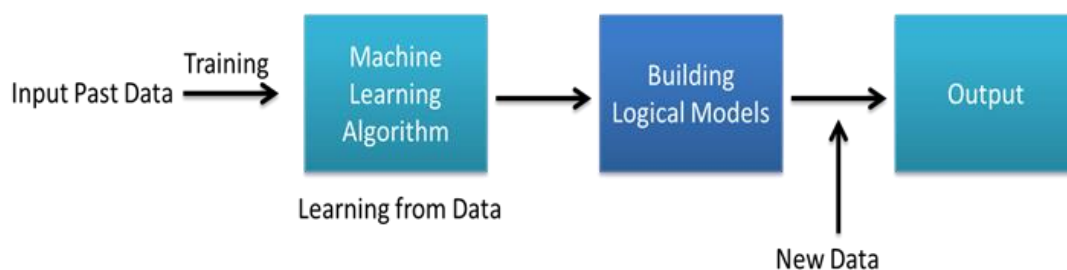 Input Past Data
Training
Machine
Learning
Algorithm
Learning from Data
Building
Logical Models
New Data
Output